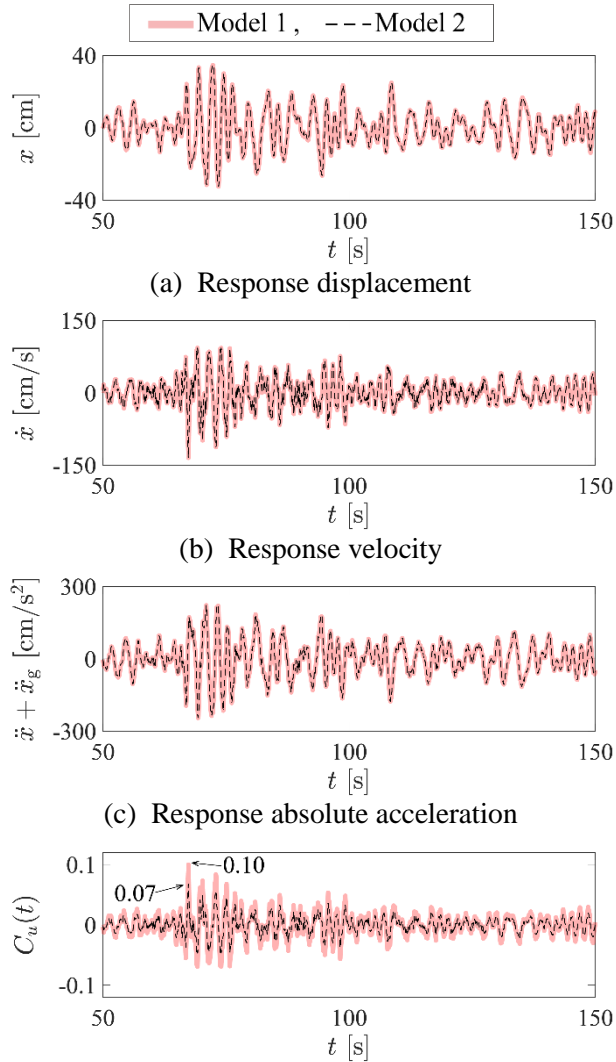 Model 1 , Model 2
40
x [cm]
0
-40
50 100 150
t [s]
(a) Response displacement
150
ẋ [cm/s]
0
-150
50 100 150
t [s]
(b) Response velocity
300
ẍ + ẍg [cm/s²]
0
-300
50 100 150
t [s]
(c) Response absolute acceleration
0.1
0.10
0.07
Cᵤ(t)
0
-0.1
50 100 150
t [s]